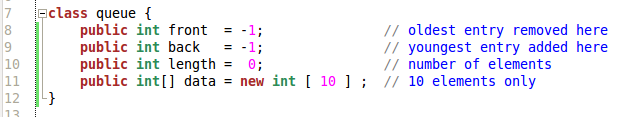 7 class queue {
8 public int front  = -1;               // oldest entry removed here
9 public int back   = -1;               // youngest entry added here
10 public int length =  0;               // number of elements
11 public int[] data = new int [ 10 ] ;  // 10 elements only
12 }
13